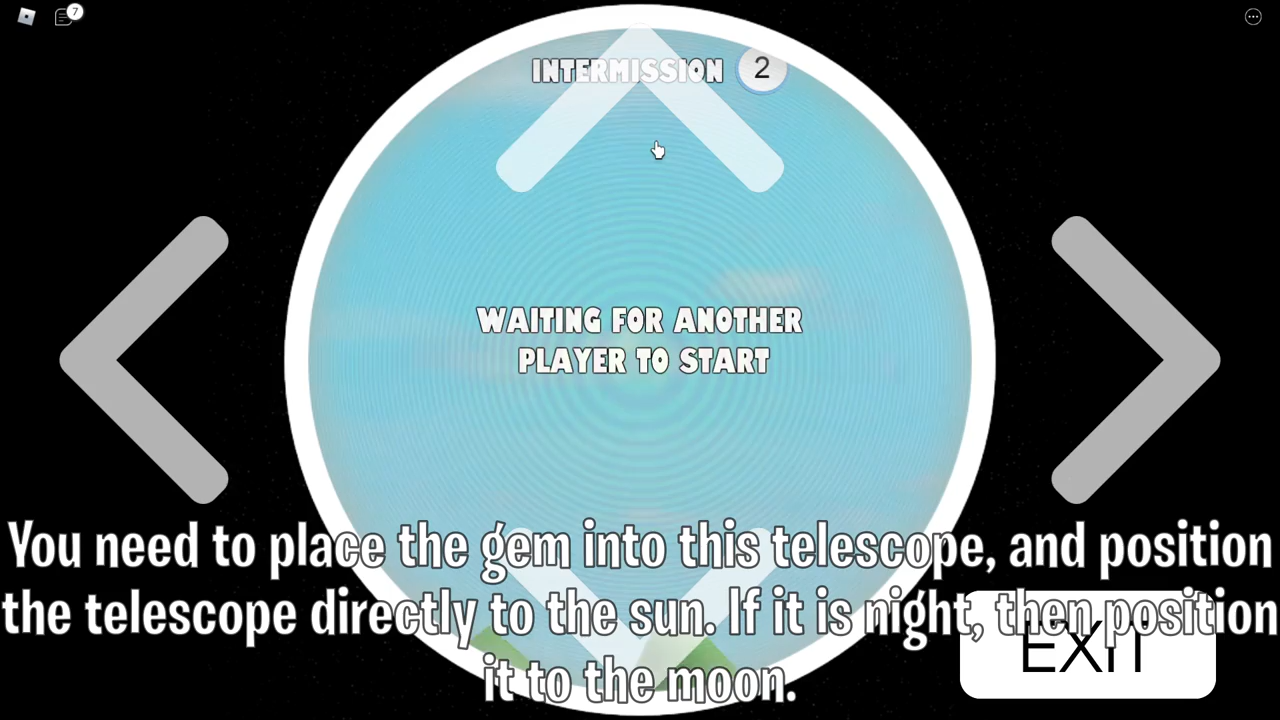 7
INTERMISSION 2
WAITING FOR ANOTHER
PLAYER TO START
You need to place the gem into this telescope, and position
the telescope directly to the sun. If it is night, then position
it to the moon.
EXIT